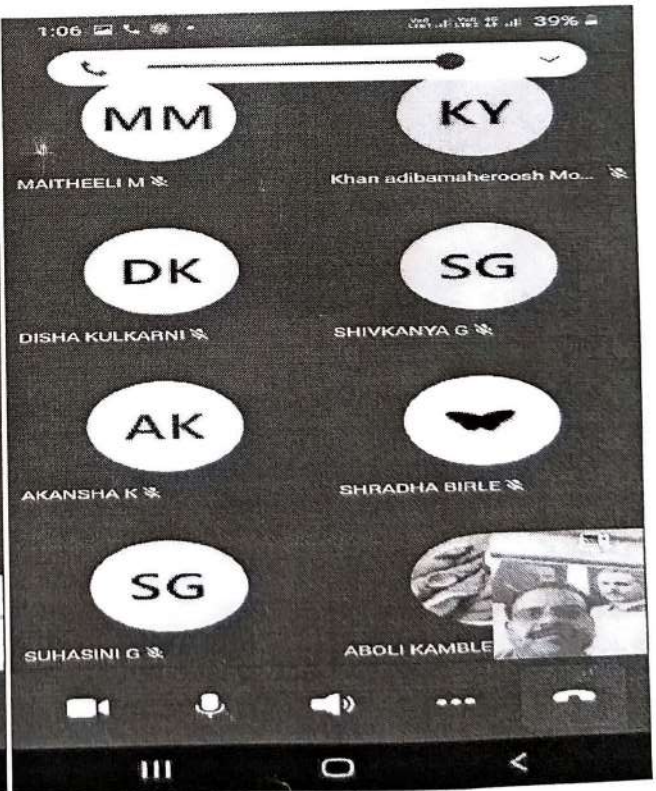 1:06 39%
MM KY
MAITHEELI M Khan adibamaheroosh Mo...
DK SG
DISHA KULKARNI SHIVKANYA G
AK
AKANSHA K SHRADHA BIRLE
SG
SUHASINI G ABOLI KAMBLE